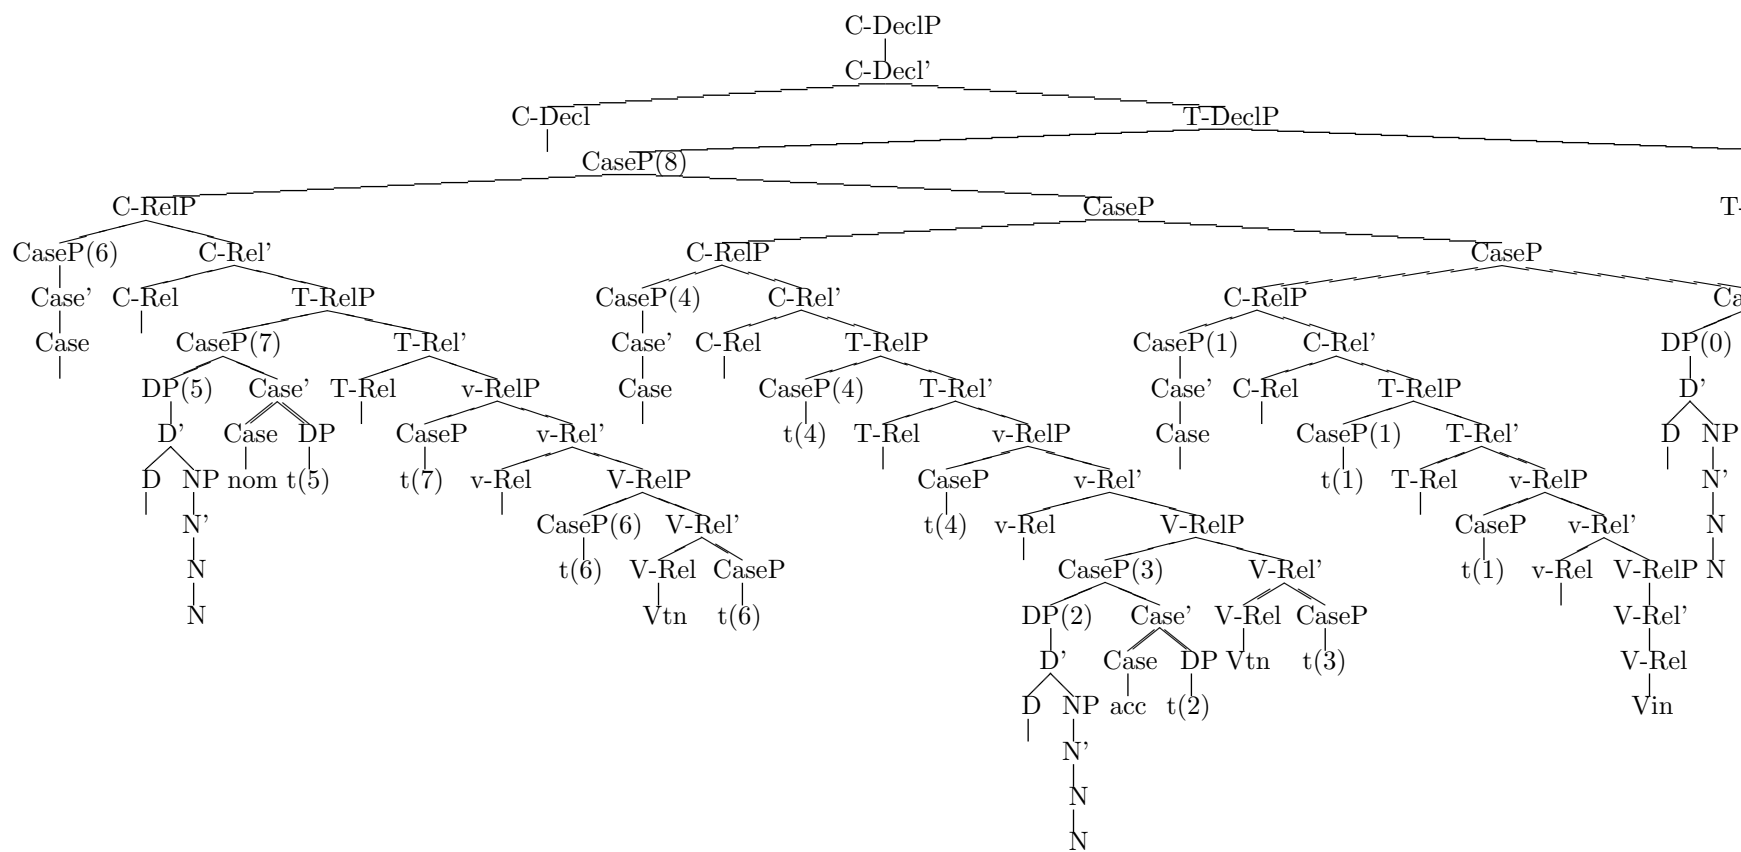 C-DeclP
C-Decl'
C-Decl T-DeclP
CaseP(8)
C-RelP CaseP T-
CaseP(6) C-Rel' C-RelP CaseP
Case' C-Rel T-RelP CaseP(4) C-Rel' C-RelP Ca
Case CaseP(7) T-Rel' Case' C-Rel T-RelP CaseP(1) C-Rel' DP(0)
DP(5) Case' T-Rel v-RelP Case CaseP(4) T-Rel' Case' C-Rel T-RelP D'
D' Case DP CaseP v-Rel' t(4) T-Rel v-RelP Case CaseP(1) T-Rel' D NP
D NP nom t(5) t(7) v-Rel V-RelP CaseP v-Rel' t(1) T-Rel v-RelP N'
N' CaseP(6) V-Rel' t(4) v-Rel V-RelP CaseP v-Rel' N
N t(6) V-Rel CaseP CaseP(3) V-Rel' t(1) v-Rel V-RelP N
N Vtn t(6) DP(2) Case' V-Rel CaseP V-Rel'
D' Case DP Vtn t(3) V-Rel
D NP acc t(2) Vin
N'
N
N